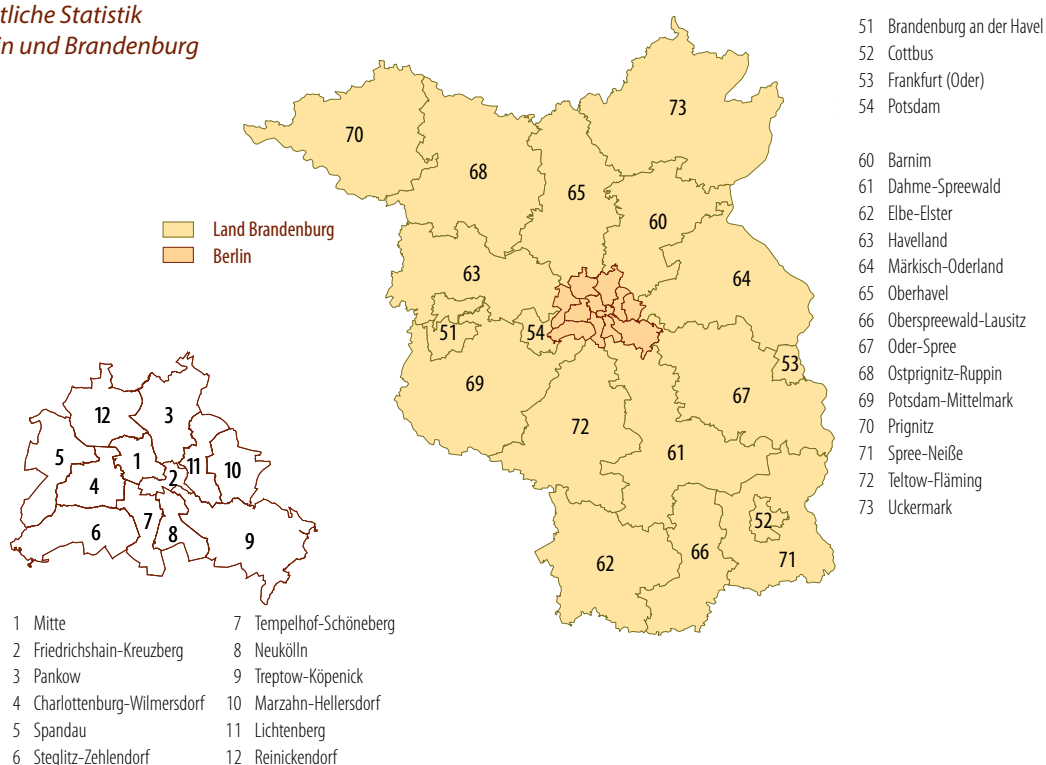 tliche Statistik
in und Brandenburg
51 Brandenburg an der Havel
52 Cottbus
53 Frankfurt (Oder)
54 Potsdam
60 Barnim
61 Dahme-Spreewald
62 Elbe-Elster
63 Havelland
64 Märkisch-Oderland
65 Oberhavel
66 Oberspreewald-Lausitz
67 Oder-Spree
68 Ostprignitz-Ruppin
69 Potsdam-Mittelmark
70 Prignitz
71 Spree-Neiße
72 Teltow-Fläming
73 Uckermark
Land Brandenburg
Berlin
73
70
68
65
60
63
64
51
54
53
69
67
72
61
52
66
71
62
12
3
5
1
11
10
2
4
7
6
8
9
1 Mitte
2 Friedrichshain-Kreuzberg
3 Pankow
4 Charlottenburg-Wilmersdorf
5 Spandau
6 Steglitz-Zehlendorf
7 Tempelhof-Schöneberg
8 Neukölln
9 Treptow-Köpenick
10 Marzahn-Hellersdorf
11 Lichtenberg
12 Reinickendorf